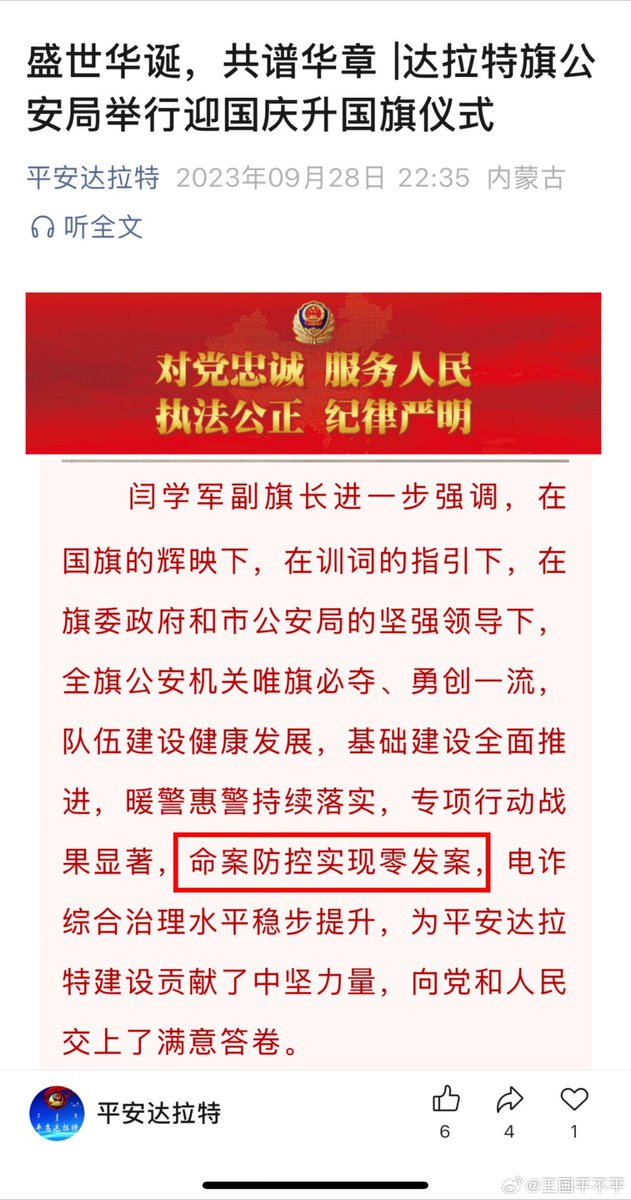 盛世华诞，共谱华章 |达拉特旗公
安局举行迎国庆升国旗仪式
平安达拉特 2023年09月28日 22:35 内蒙古
听全文
对党忠诚 服务人民
执法公正 纪律严明
闫学军副旗长进一步强调，在
国旗的辉映下，在训词的指引下，在
旗委政府和市公安局的坚强领导下，
全旗公安机关唯旗必夺、勇创一流，
队伍建设健康发展，基础建设全面推
进，暖警惠警持续落实，专项行动战
果显著，命案防控实现零发案，电诈
综合治理水平稳步提升，为平安达拉
特建设贡献了中坚力量，向党和人民
交上了满意答卷。
平安达拉特
平安达拉特
6 4 1
@王国平不平